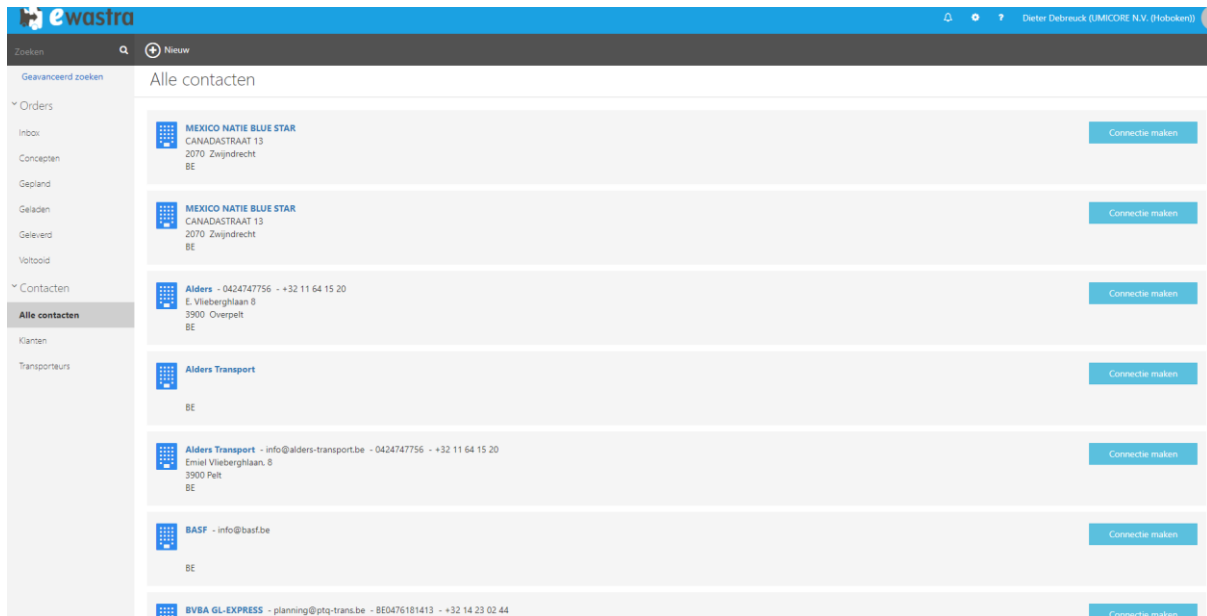 ewastra
Dieter Debreuck (UMICORE N.V. (Hoboken))
Zoeken
Nieuw
Geavanceerd zoeken
Alle contacten
Orders
Inbox
Concepten
Gepland
Geladen
Geleverd
Voltooid
Contacten
Alle contacten
Klanten
Transporteurs
MEXICO NATIE BLUE STAR
CANADASTRAAT 13
2070 Zwijndrecht
BE
Connectie maken
MEXICO NATIE BLUE STAR
CANADASTRAAT 13
2070 Zwijndrecht
BE
Connectie maken
Alders - 0424747756 - +32 11 64 15 20
E. Vlieberghlaan 8
3900 Overpelt
BE
Connectie maken
Alders Transport
BE
Connectie maken
Alders Transport - info@alders-transport.be - 0424747756 - +32 11 64 15 20
Emiel Vlieberghlaan. 8
3900 Pelt
BE
Connectie maken
BASF - info@basf.be
BE
Connectie maken
BVBA GL-EXPRESS - planning@ptq-trans.be - BE0476181413 - +32 14 23 02 44
Connectie maken